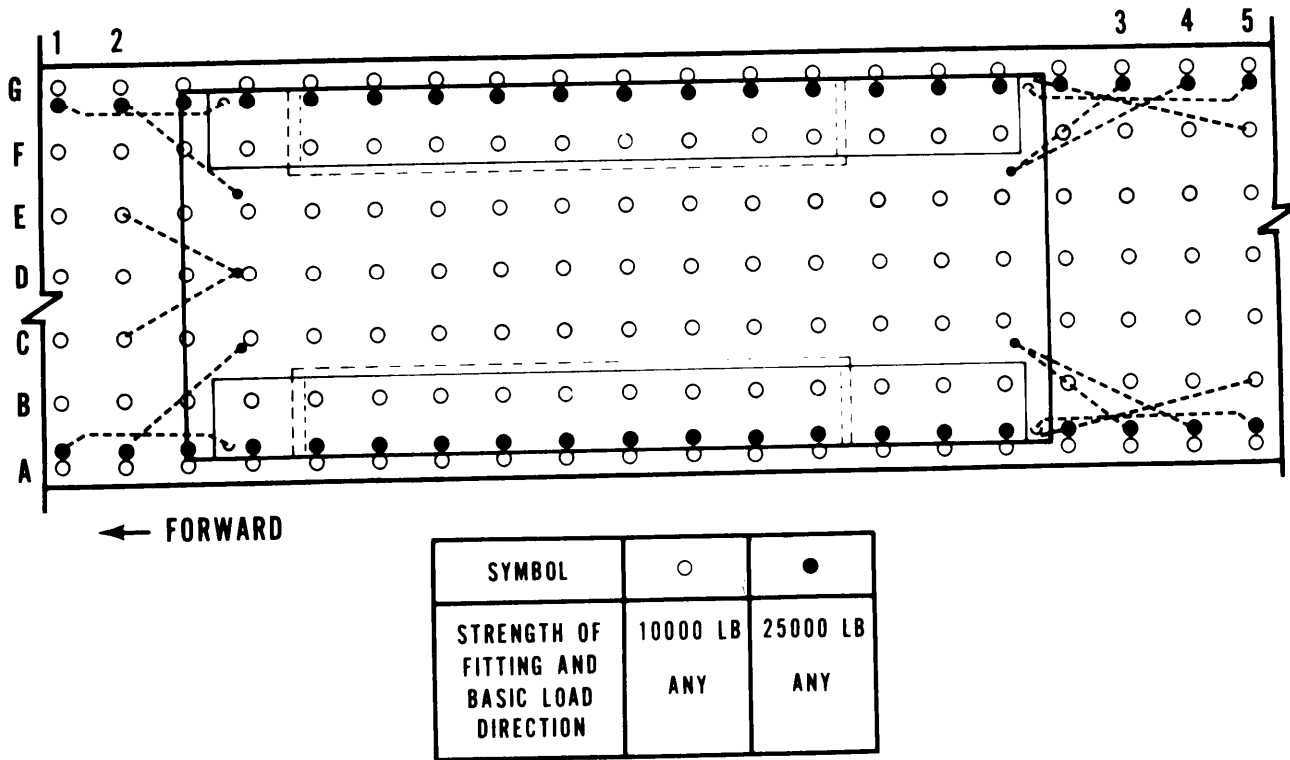 1 2 3 4 5
G
F
E
D
C
B
A
← FORWARD
SYMBOL ○ ●
STRENGTH OF FITTING AND BASIC LOAD DIRECTION
10000 LB ANY
25000 LB ANY